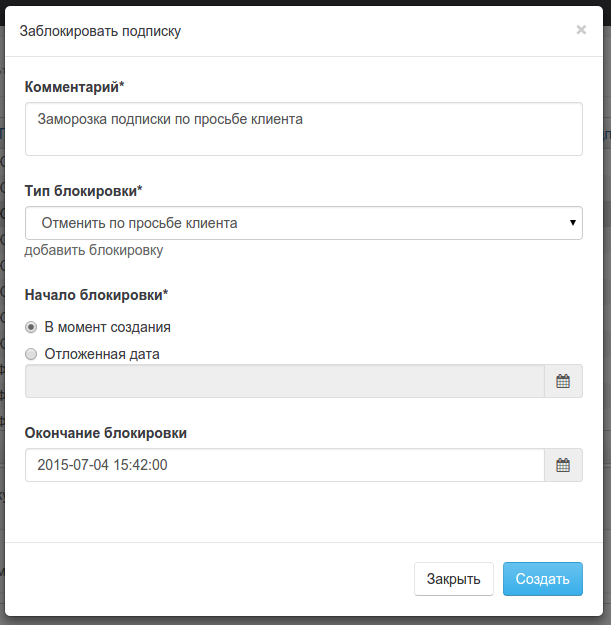 Заблокировать подписку
×
Комментарий*
Заморозка подписки по просьбе клиента
Тип блокировки*
Отменить по просьбе клиента
добавить блокировку
Начало блокировки*
В момент создания
Отложенная дата
Окончание блокировки
2015-07-04 15:42:00
Закрыть
Создать